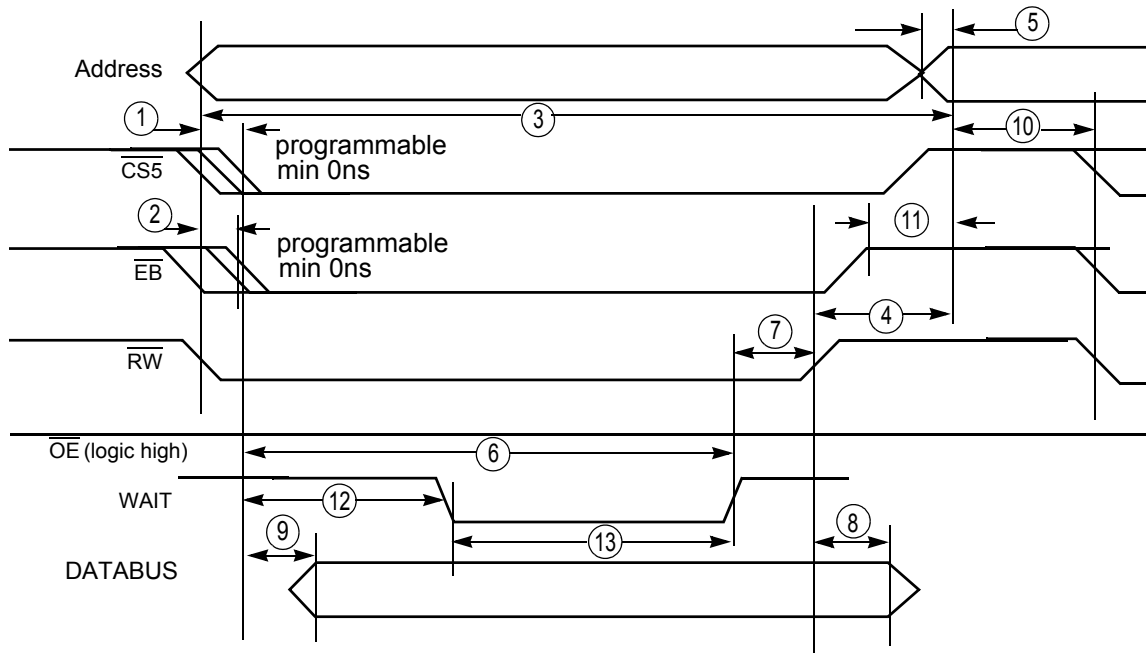 5
Address
1
3
10
programmable
min 0ns
CS5
2
11
programmable
min 0ns
EB
4
7
RW
OE (logic high)
6
WAIT
12
8
9
13
DATABUS